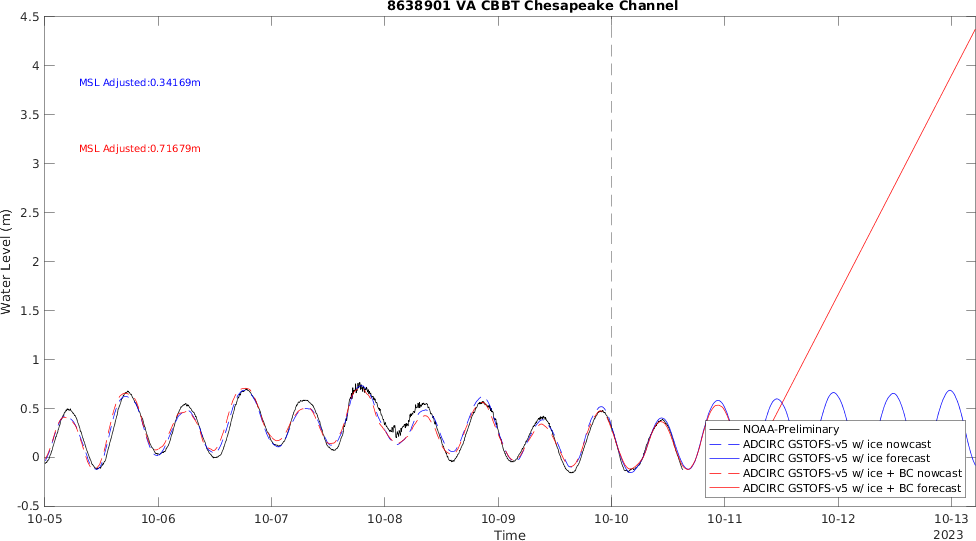 8638901 VA CBBT Chesapeake Channel
4.5
4
3.5
3
2.5
2
1.5
1
0.5
0
-0.5
Water Level (m)
MSL Adjusted:0.34169m
MSL Adjusted:0.71679m
NOAA-Preliminary
ADCIRC GSTOFS-v5 w/ ice nowcast
ADCIRC GSTOFS-v5 w/ ice forecast
ADCIRC GSTOFS-v5 w/ ice + BC nowcast
ADCIRC GSTOFS-v5 w/ ice + BC forecast
10-05 10-06 10-07 10-08 10-09 10-10 10-11 10-12 10-13
Time
2023